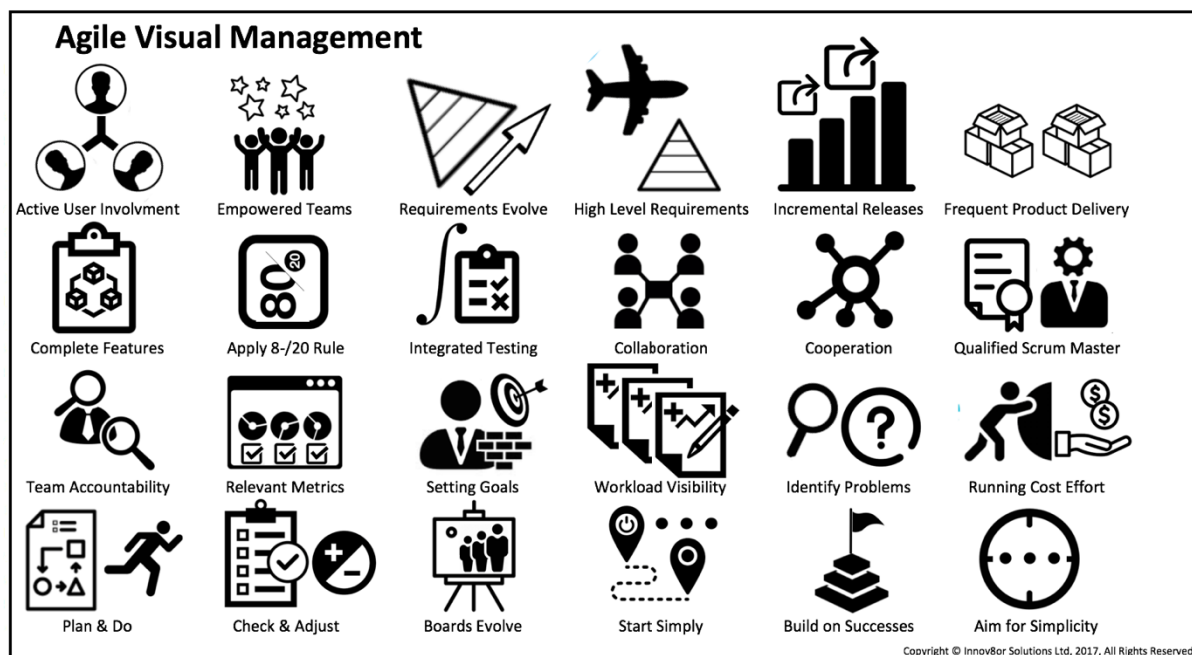 Agile Visual Management
Active User Involvment
Empowered Teams
Requirements Evolve
High Level Requirements
Incremental Releases
Frequent Product Delivery
80
20
Complete Features
Apply 8-/20 Rule
Integrated Testing
Collaboration
Cooperation
Qualified Scrum Master
Team Accountability
Relevant Metrics
Setting Goals
Workload Visibility
Identify Problems
Running Cost Effort
Plan & Do
Check & Adjust
Boards Evolve
Start Simply
Build on Successes
Aim for Simplicity
Copyright © Innov8or Solutions Ltd, 2017, All Rights Reserved